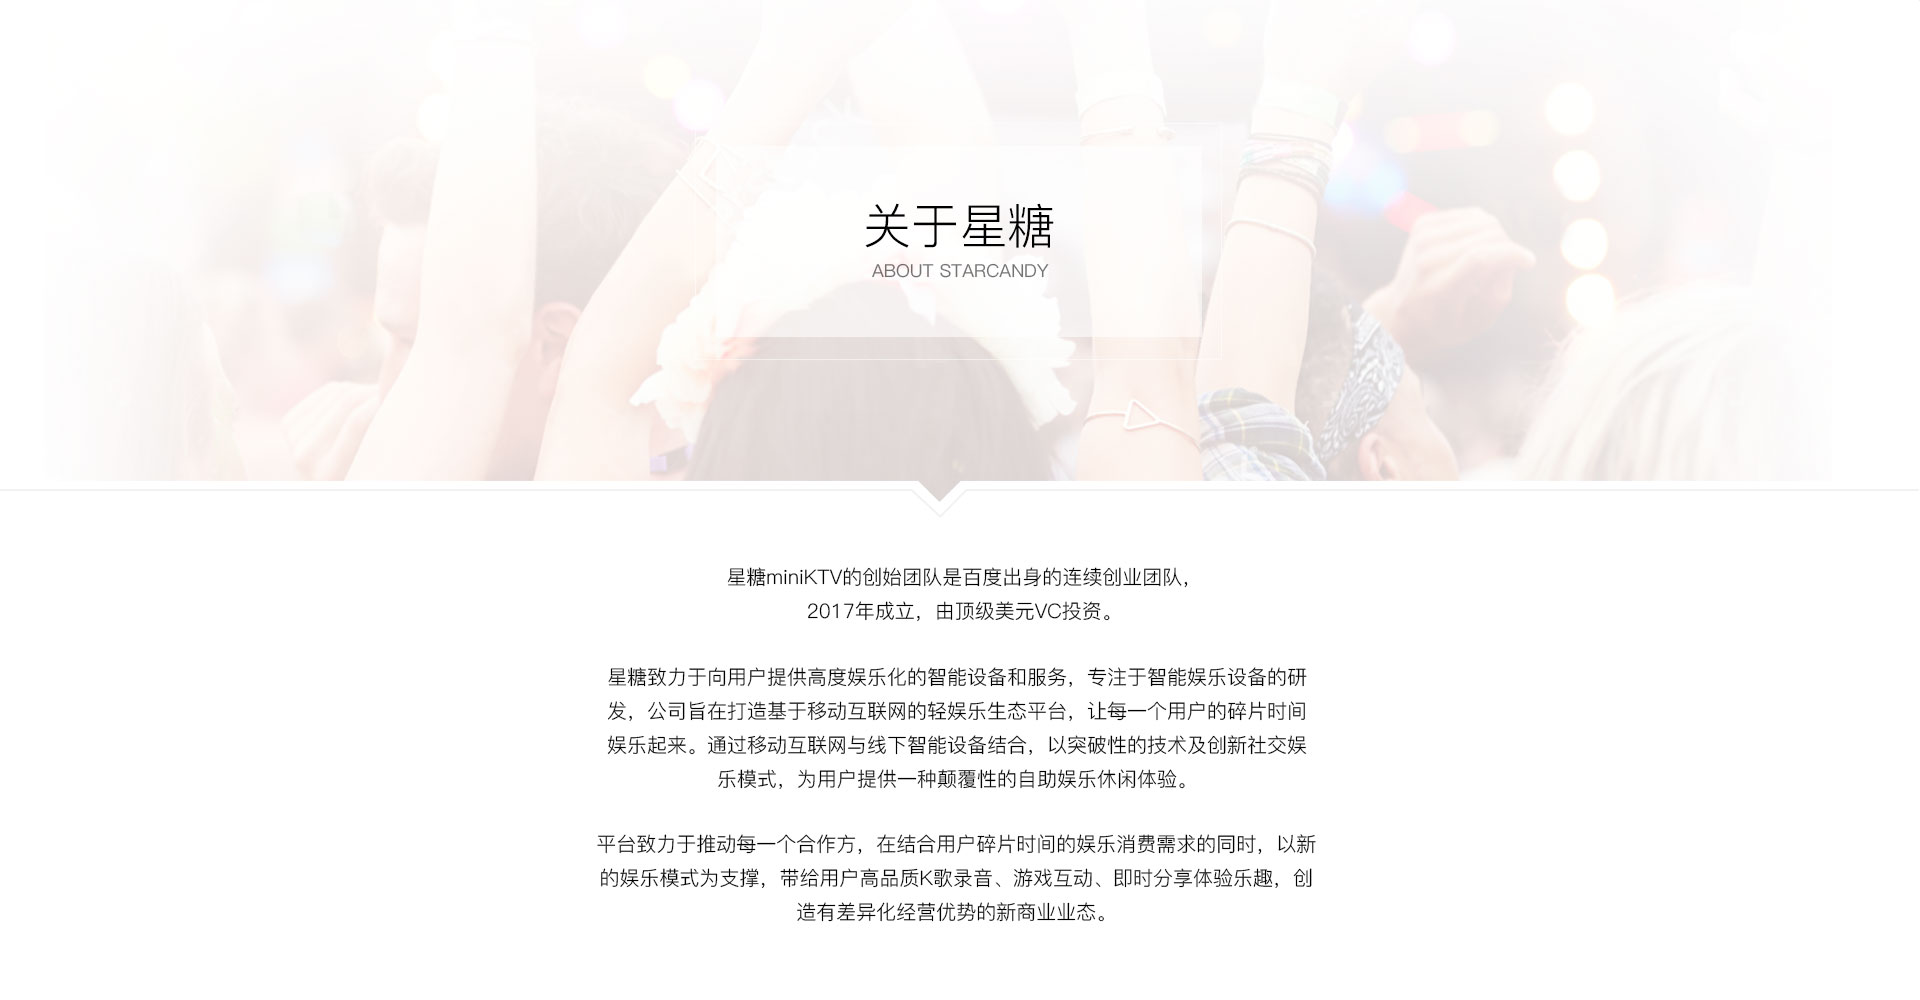 关于星糖
ABOUT STARCANDY
星糖miniKTV的创始团队是百度出身的连续创业团队，
2017年成立，由顶级美元VC投资。
星糖致力于向用户提供高度娱乐化的智能设备和服务，专注于智能娱乐设备的研
发，公司旨在打造基于移动互联网的轻娱乐生态平台，让每一个用户的碎片时间
娱乐起来。通过移动互联网与线下智能设备结合，以突破性的技术及创新社交娱
乐模式，为用户提供一种颠覆性的自助娱乐休闲体验。
平台致力于推动每一个合作方，在结合用户碎片时间的娱乐消费需求的同时，以新
的娱乐模式为支撑，带给用户高品质K歌录音、游戏互动、即时分享体验乐趣，创
造有差异化经营优势的新商业业态。